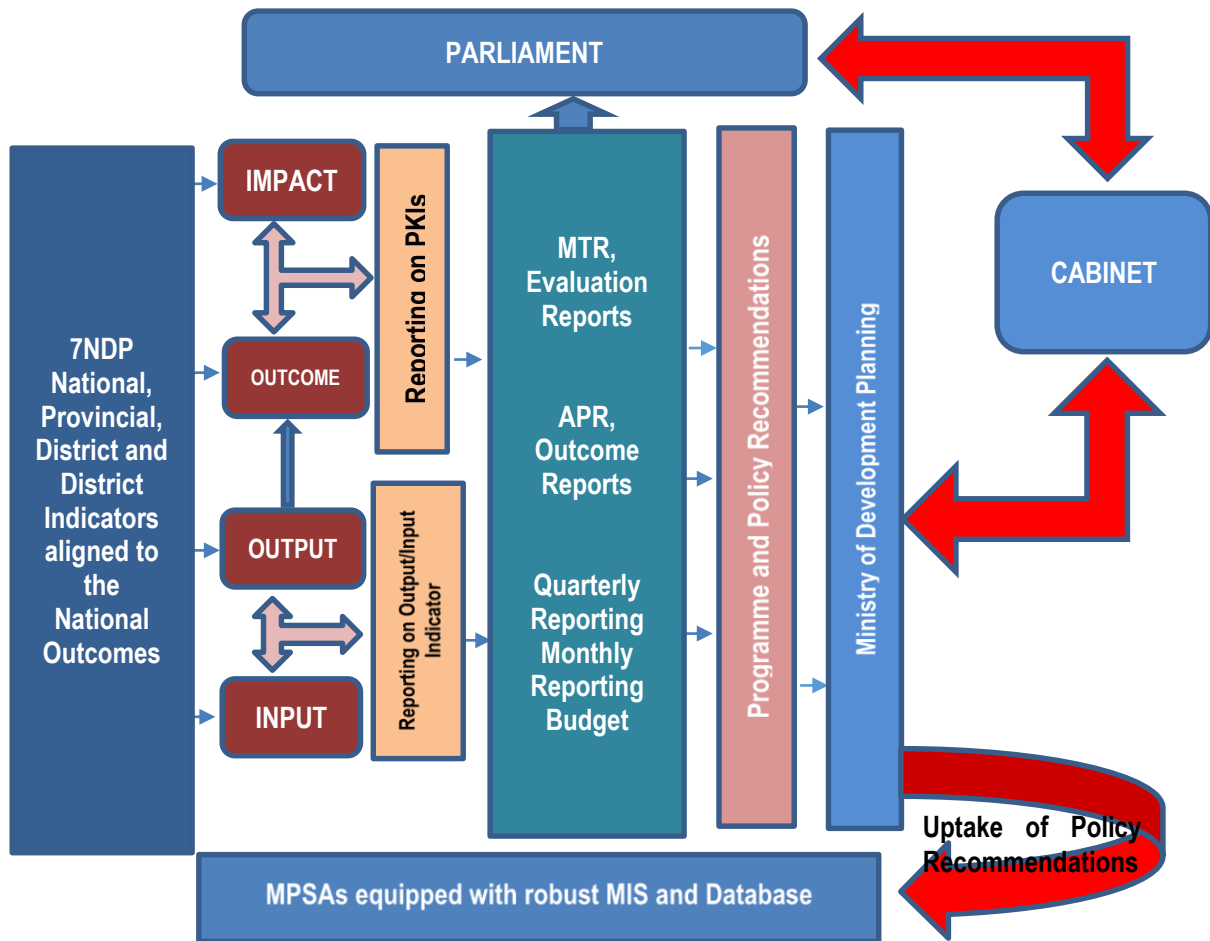 PARLIAMENT
7NDP
National,
Provincial,
District and
District
Indicators
aligned to
the
National
Outcomes
IMPACT
OUTCOME
OUTPUT
INPUT
Reporting on PKIs
Reporting on Output/Input
Indicator
MTR,
Evaluation
Reports
APR,
Outcome
Reports
Quarterly
Reporting
Monthly
Reporting
Budget
Programme and Policy Recommendations
Ministry of Development Planning
CABINET
Uptake of Policy
Recommendations
MPSAs equipped with robust MIS and Database